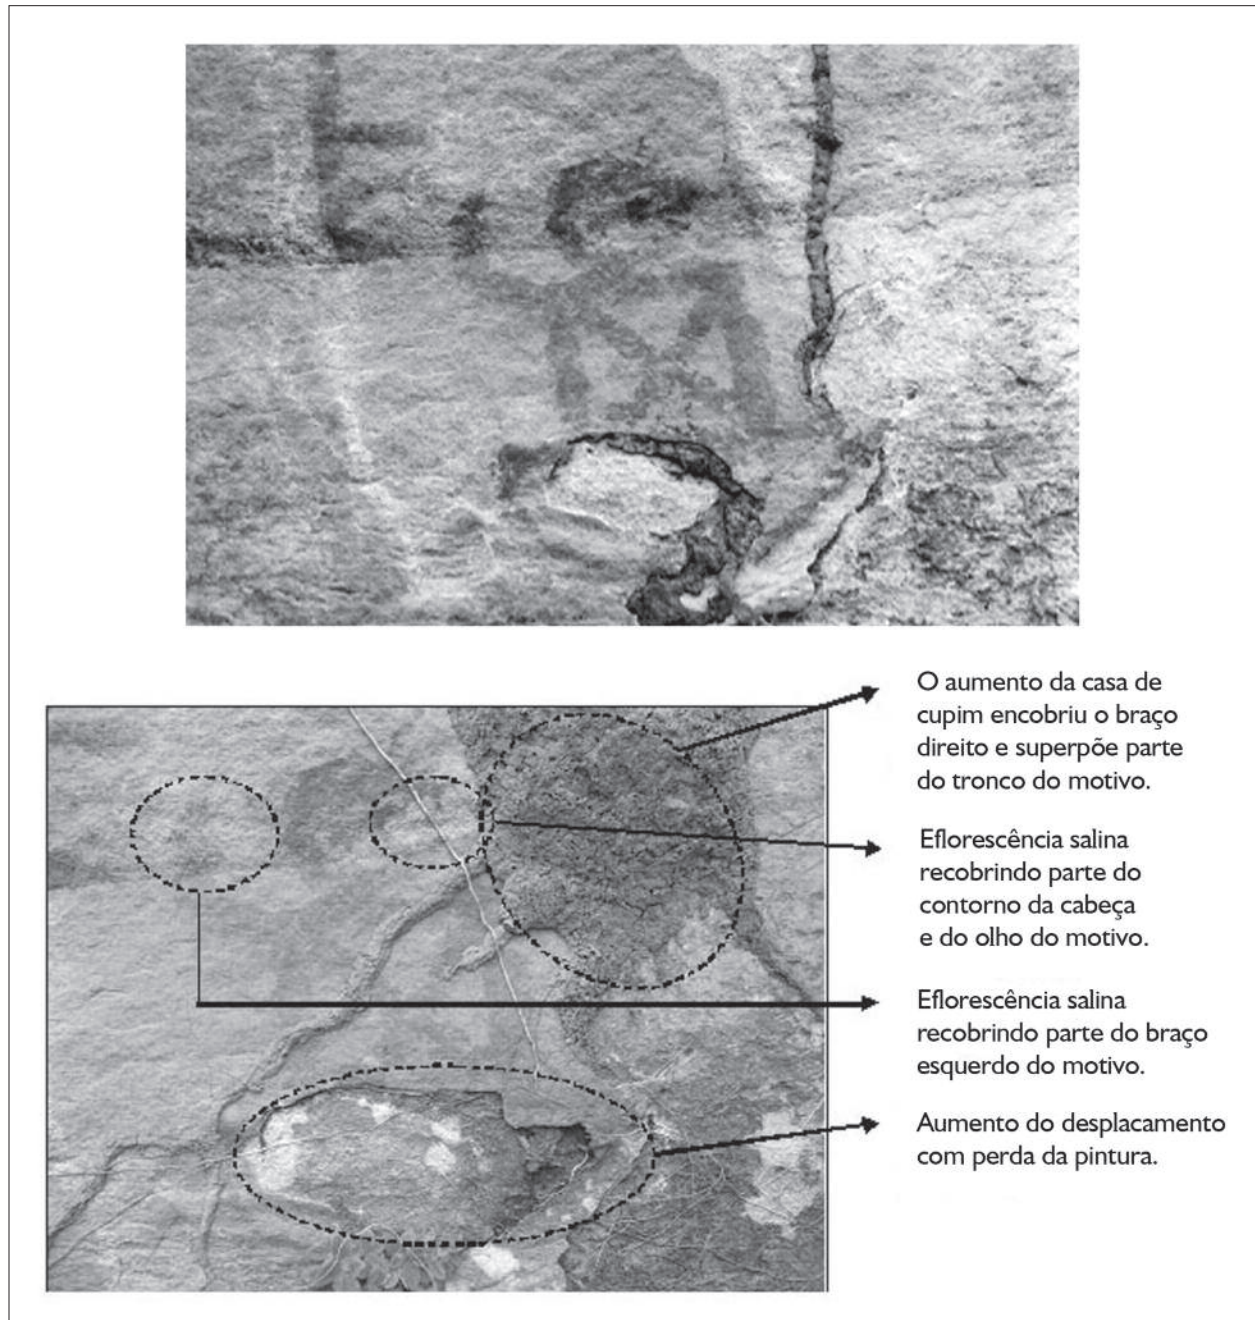 O aumento da casa de
cupim encobriu o braço
direito e superpõe parte
do tronco do motivo.
Eflorescência salina
recobrindo parte do
contorno da cabeça
e do olho do motivo.
Eflorescência salina
recobrindo parte do braço
esquerdo do motivo.
Aumento do desplacamento
com perda da pintura.